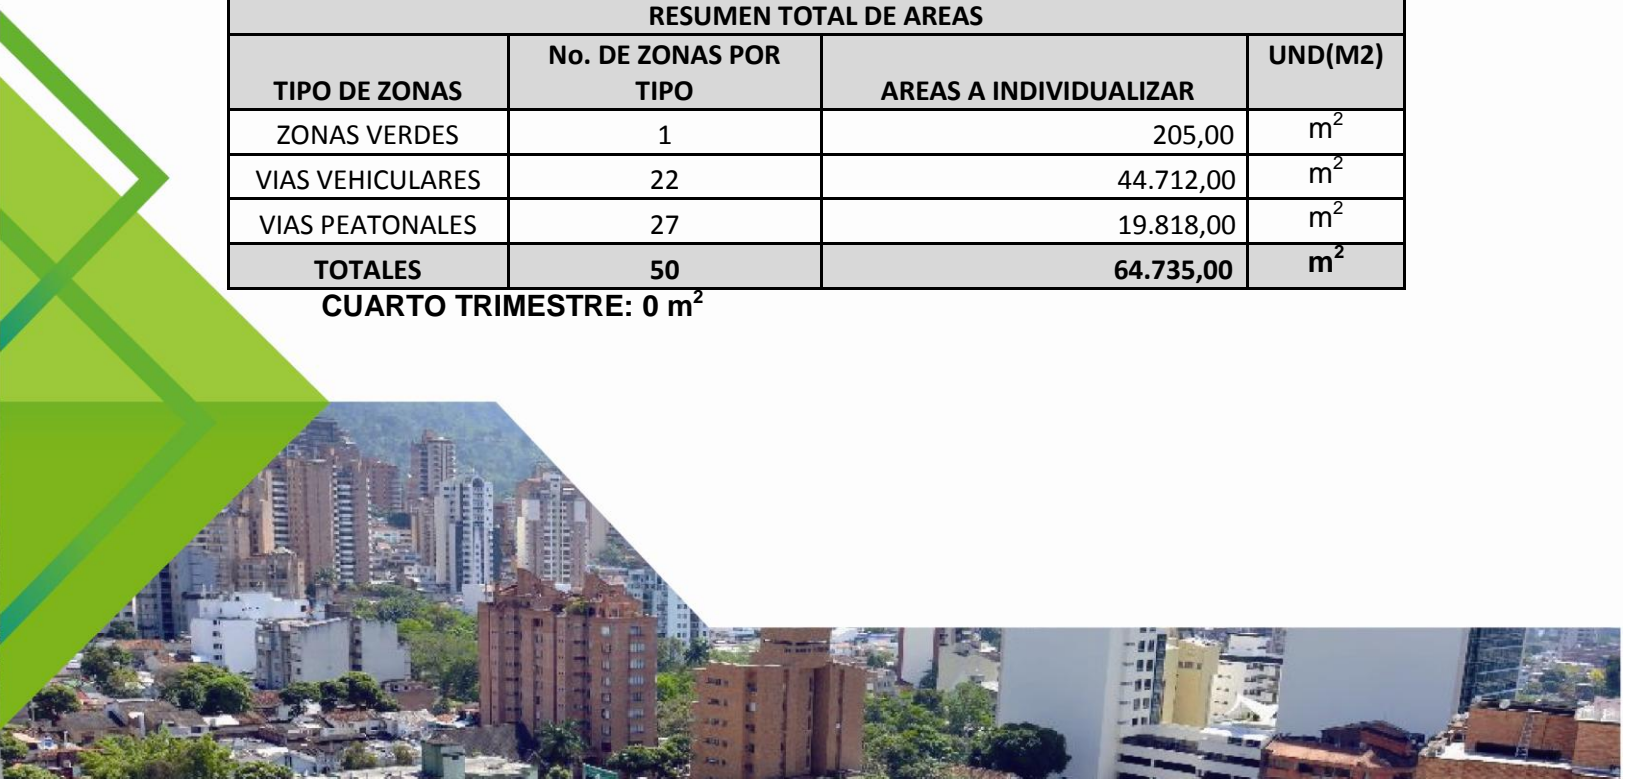 RESUMEN TOTAL DE AREAS
TIPO DE ZONAS No. DE ZONAS POR TIPO AREAS A INDIVIDUALIZAR UND(M2)
ZONAS VERDES 1 205,00 m²
VIAS VEHICULARES 22 44.712,00 m²
VIAS PEATONALES 27 19.818,00 m²
TOTALES 50 64.735,00 m²
CUARTO TRIMESTRE: 0 m²